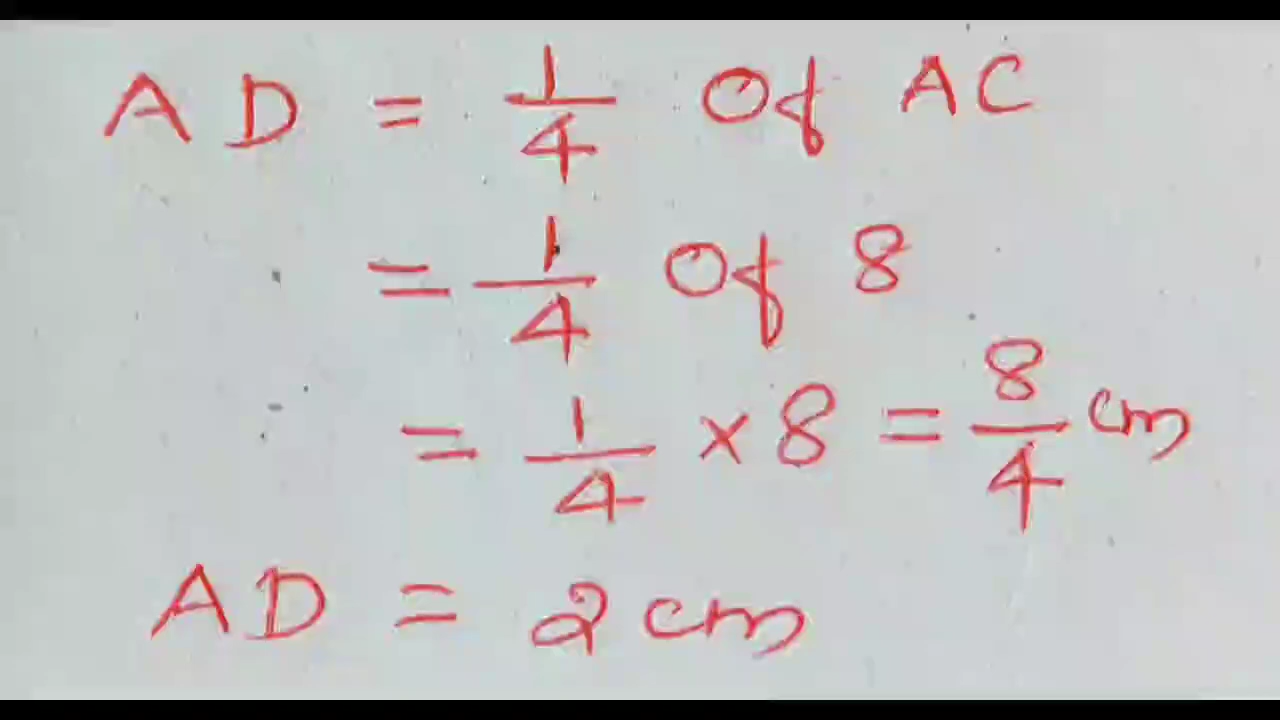 AD = 1/4 Of AC
= 1/4 Of 8
= 1/4 × 8 = 8/4 cm
AD = 2 cm